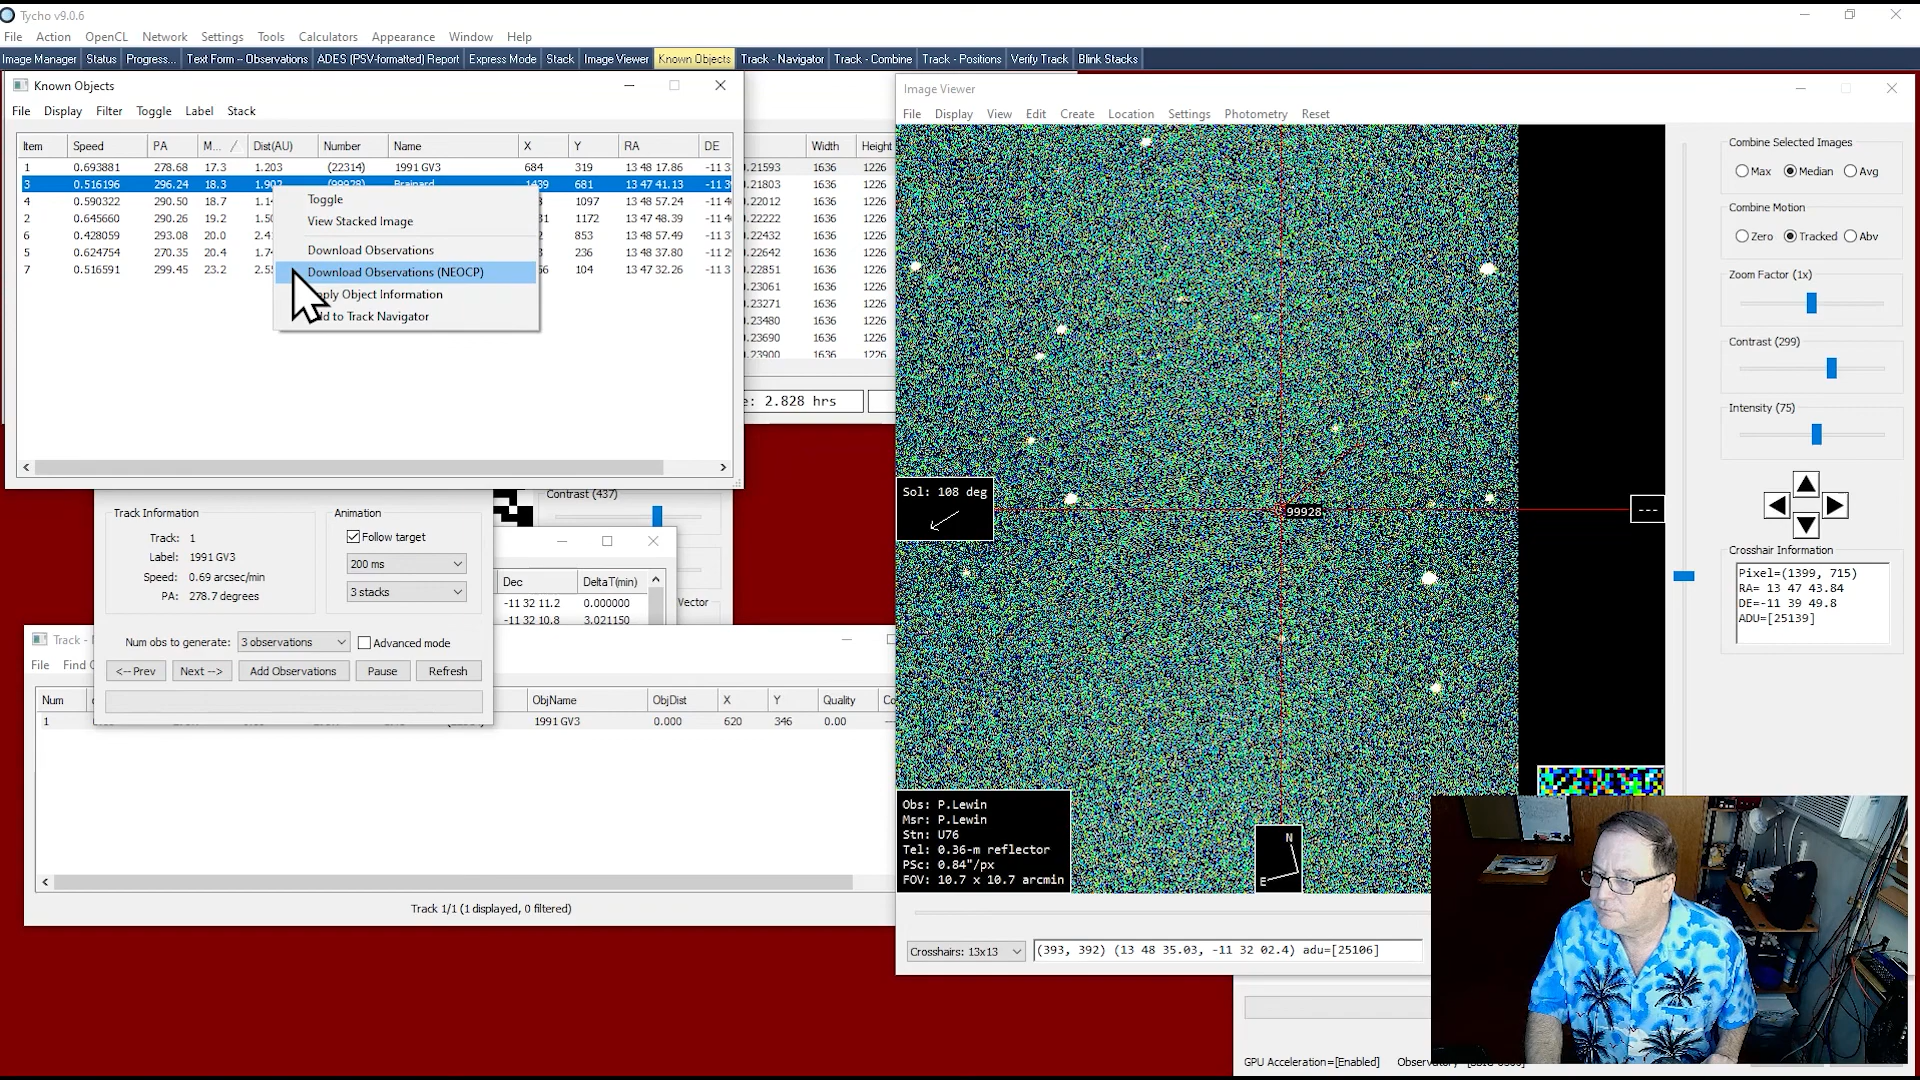 Tycho v9.0.6
File Action OpenCL Network Settings Tools Calculators Appearance Window Help
Image Manager Status Progress... Text Form -- Observations ADES (PSV-formatted) Report Express Mode Stack Image Viewer Known Objects Track - Navigator Track - Combine Track - Positions Verify Track Blink Stacks
Known Objects
File Display Filter Toggle Label Stack
Item Speed PA M... Dist(AU) Number Name X Y RA DE
1 0.693881 278.68 17.3 1.203 (22314) 1991 GV3 684 319 13 48 17.86 -11 3
3 0.516196 296.24 18.3 1.902 (99928) Brainard 1439 681 13 47 41.13 -11 3
4 0.590322 290.50 18.7 1.1 1097 13 48 57.24 -11 4
2 0.645660 290.26 19.2 1.5 31 1172 13 47 48.39 -11
6 0.428059 293.08 20.0 2.4 2 853 13 48 57.49 -11 3
5 0.624754 270.35 20.4 1.7 236 13 48 37.80 -11
7 0.516591 299.45 23.2 2.5 56 104 13 47 32.26 -11
Toggle
View Stacked Image
Download Observations
Download Observations (NEOCP)
ply Object Information
d to Track Navigator
Width Height
.21593 1636 1226
.21803 1636 1226
.22012 1636 1226
.22222 1636 1226
.22432 1636 1226
.22642 1636 1226
.22851 1636 1226
.23061 1636 1226
.23271 1636 1226
.23480 1636 1226
.23690 1636 1226
.23900 1636 1226
e: 2.828 hrs
Contrast (437)
Vector
Track Information
Track: 1
Label: 1991 GV3
Speed: 0.69 arcsec/min
PA: 278.7 degrees
Animation
Follow target
200 ms
3 stacks
Num obs to generate: 3 observations Advanced mode
<-- Prev Next --> Add Observations Pause Refresh
Dec DeltaT(min)
-11 32 11.2 0.000000
-11 32 10.8 3.021150
Track -
File Find
Num ObjName ObjDist X Y Quality Co
1 1991 GV3 0.000 620 346 0.00 ---
Track 1/1 (1 displayed, 0 filtered)
Image Viewer
File Display View Edit Create Location Settings Photometry Reset
Sol: 108 deg
99928
---
Obs: P.Lewin
Msr: P.Lewin
Stn: U76
Tel: 0.36-m reflector
PSc: 0.84"/px
FOV: 10.7 x 10.7 arcmin
N
E
Crosshairs: 13x13 (393, 392) (13 48 35.03, -11 32 02.4) adu=[25106]
Combine Selected Images
Max Median Avg
Combine Motion
Zero Tracked Abv
Zoom Factor (1x)
Contrast (299)
Intensity (75)
Crosshair Information
Pixel=(1399, 715)
RA= 13 47 43.84
DE=-11 39 49.8
ADU=[25139]
GPU Acceleration=[Enabled]